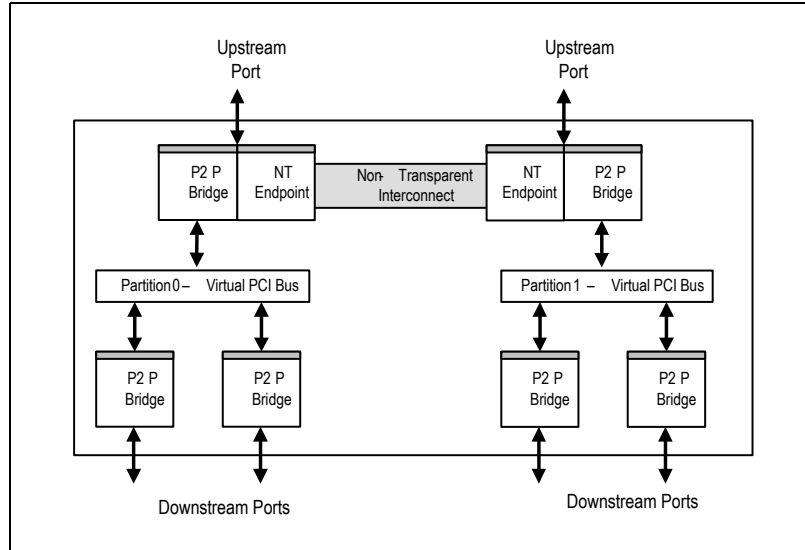 Upstream
Port
Upstream
Port
P2 P
Bridge
NT
Endpoint
Non- Transparent
Interconnect
NT
Endpoint
P2 P
Bridge
Partition 0 – Virtual PCI Bus
Partition 1 – Virtual PCI Bus
P2 P
Bridge
P2 P
Bridge
P2 P
Bridge
P2 P
Bridge
Downstream Ports
Downstream Ports